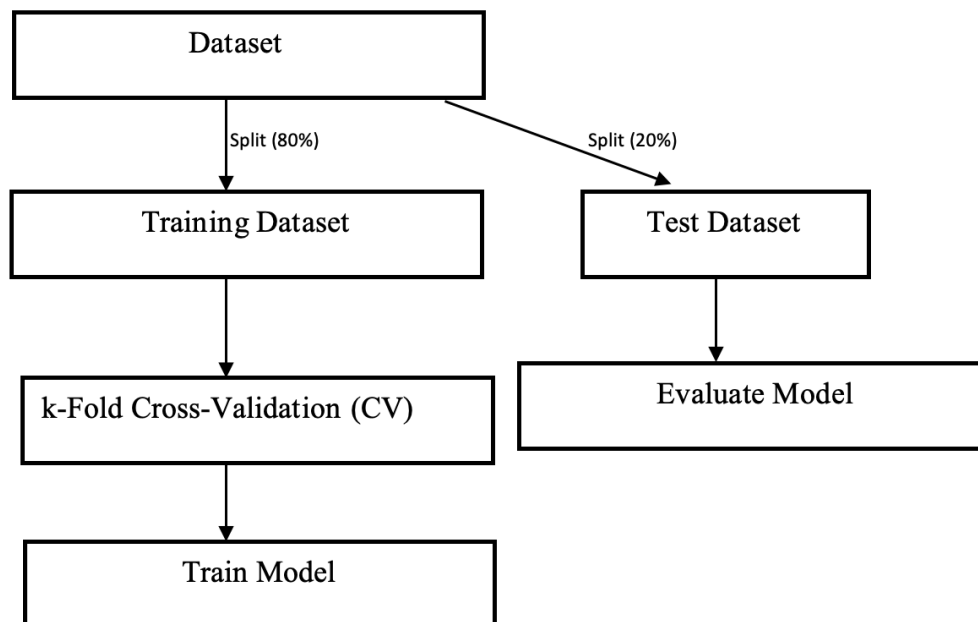 Dataset
Split (80%)
Split (20%)
Training Dataset
Test Dataset
k-Fold Cross-Validation (CV)
Evaluate Model
Train Model